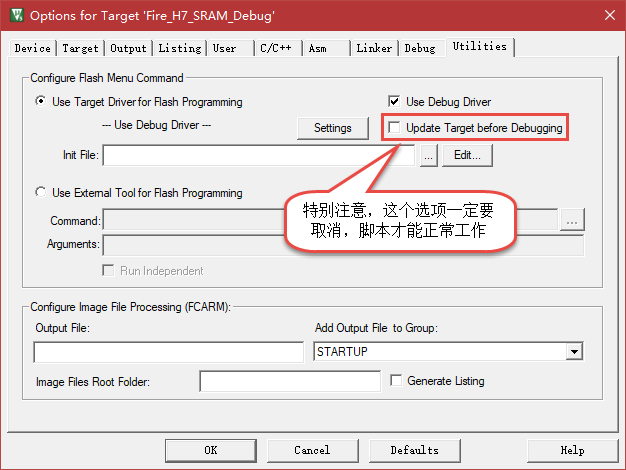 Options for Target 'Fire_H7_SRAM_Debug'
Device Target Output Listing User C/C++ Asm Linker Debug Utilities
Configure Flash Menu Command
Use Target Driver for Flash Programming
Use Debug Driver
--- Use Debug Driver ---
Settings
Update Target before Debugging
Init File:
...
Edit...
Use External Tool for Flash Programming
特别注意，这个选项一定要
取消，脚本才能正常工作
Command:
...
Arguments:
Run Independent
Configure Image File Processing (FCARM):
Output File:
Add Output File to Group:
STARTUP
Image Files Root Folder:
Generate Listing
OK Cancel Defaults Help